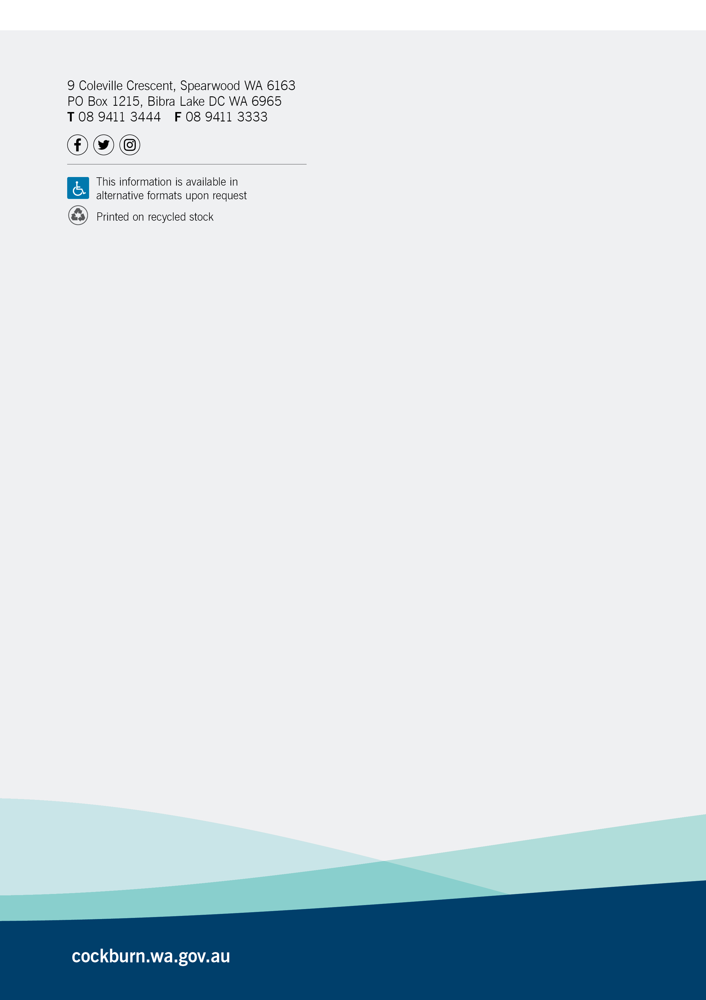 9 Coleville Crescent, Spearwood WA 6163
PO Box 1215, Bibra Lake DC WA 6965
T 08 9411 3444 F 08 9411 3333
This information is available in
alternative formats upon request
Printed on recycled stock
cockburn.wa.gov.au